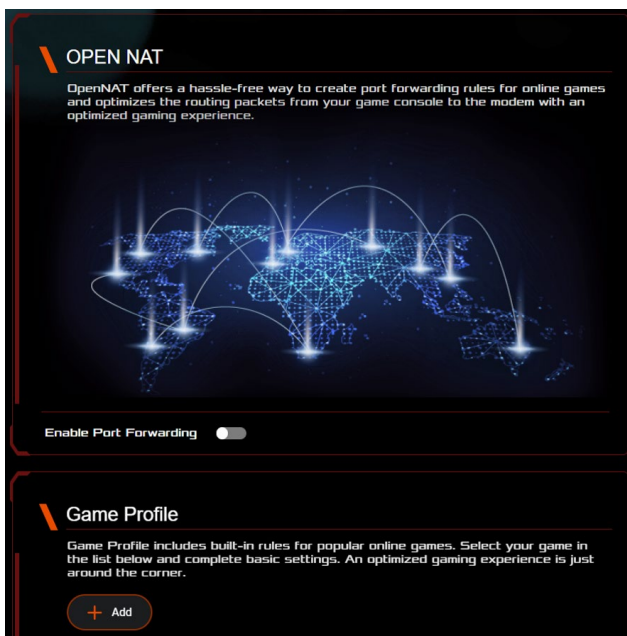 OPEN NAT
OpenNAT offers a hassle-free way to create port forwarding rules for online games
and optimizes the routing packets from your game console to the modem with an
optimized gaming experience.
Enable Port Forwarding
Game Profile
Game Profile includes built-in rules for popular online games. Select your game in
the list below and complete basic settings. An optimized gaming experience is just
around the corner.
+ Add